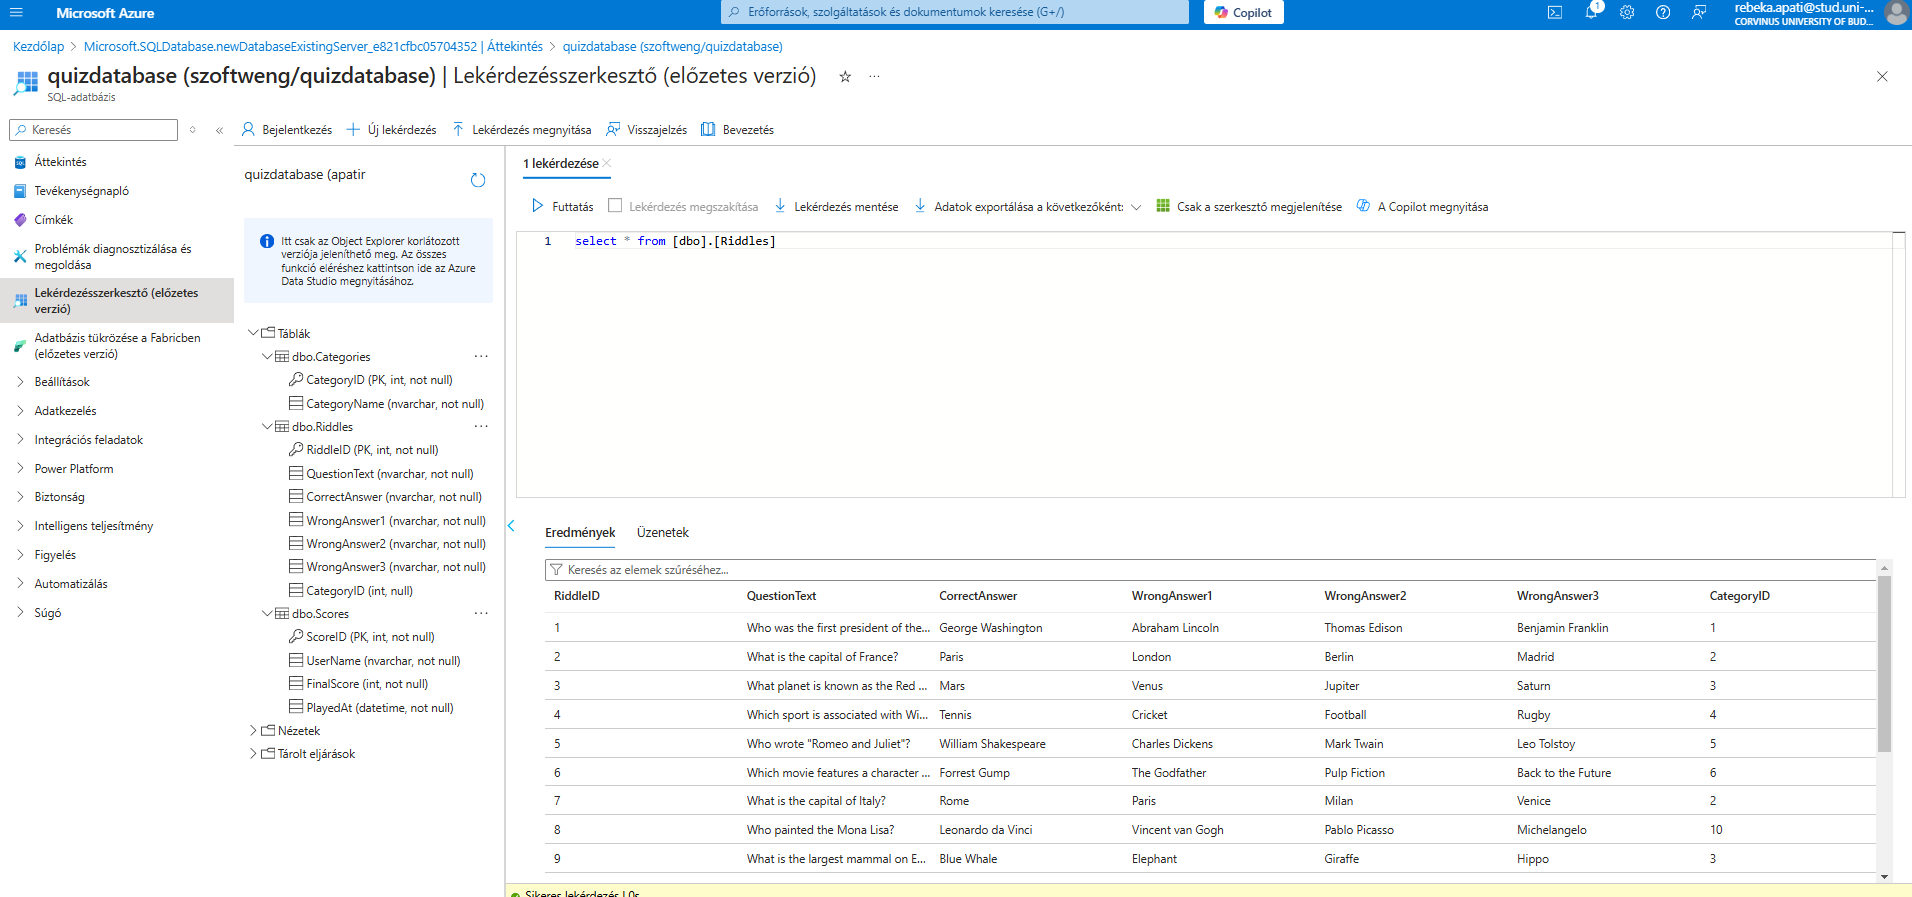 Microsoft Azure
Erőforrások, szolgáltatások és dokumentumok keresése (G+/)
Copilot
1
rebeka.apati@stud.uni-...
CORVINUS UNIVERSITY OF BUD...
Kezdőlap > Microsoft.SQLDatabase.newDatabaseExistingServer_e821cfbc05704352 | Áttekintés > quizdatabase (szoftweng/quizdatabase)
quizdatabase (szoftweng/quizdatabase) | Lekérdezésszerkesztő (előzetes verzió)
SQL-adatbázis
Keresés
Bejelentkezés
Új lekérdezés
Lekérdezés megnyitása
Visszajelzés
Bevezetés
Áttekintés
Tevékenységnapló
Címkék
Problémák diagnosztizálása és
megoldása
Lekérdezésszerkesztő (előzetes
verzió)
Adatbázis tükrözése a Fabricben
(előzetes verzió)
Beállítások
Adatkezelés
Integrációs feladatok
Power Platform
Biztonság
Intelligens teljesítmény
Figyelés
Automatizálás
Súgó
quizdatabase (apatir
Itt csak az Object Explorer korlátozott
verziója jeleníthető meg. Az összes
funkció eléréshez kattintson ide az Azure
Data Studio megnyitásához.
Táblák
dbo.Categories
CategoryID (PK, int, not null)
CategoryName (nvarchar, not null)
dbo.Riddles
RiddleID (PK, int, not null)
QuestionText (nvarchar, not null)
CorrectAnswer (nvarchar, not null)
WrongAnswer1 (nvarchar, not null)
WrongAnswer2 (nvarchar, not null)
WrongAnswer3 (nvarchar, not null)
CategoryID (int, null)
dbo.Scores
ScoreID (PK, int, not null)
UserName (nvarchar, not null)
FinalScore (int, not null)
PlayedAt (datetime, not null)
Nézetek
Tárolt eljárások
1 lekérdezése
Futtatás
Lekérdezés megszakítása
Lekérdezés mentése
Adatok exportálása a következőként:
Csak a szerkesztő megjelenítése
A Copilot megnyitása
1 select * from [dbo].[Riddles]
Eredmények Üzenetek
Keresés az elemek szűréséhez...
RiddleID QuestionText CorrectAnswer WrongAnswer1 WrongAnswer2 WrongAnswer3 CategoryID
1 Who was the first president of the... George Washington Abraham Lincoln Thomas Edison Benjamin Franklin 1
2 What is the capital of France? Paris London Berlin Madrid 2
3 What planet is known as the Red ... Mars Venus Jupiter Saturn 3
4 Which sport is associated with Wi... Tennis Cricket Football Rugby 4
5 Who wrote "Romeo and Juliet"? William Shakespeare Charles Dickens Mark Twain Leo Tolstoy 5
6 Which movie features a character ... Forrest Gump The Godfather Pulp Fiction Back to the Future 6
7 What is the capital of Italy? Rome Paris Milan Venice 2
8 Who painted the Mona Lisa? Leonardo da Vinci Vincent van Gogh Pablo Picasso Michelangelo 10
9 What is the largest mammal on E... Blue Whale Elephant Giraffe Hippo 3
Sikeres lekérdezés | 0s